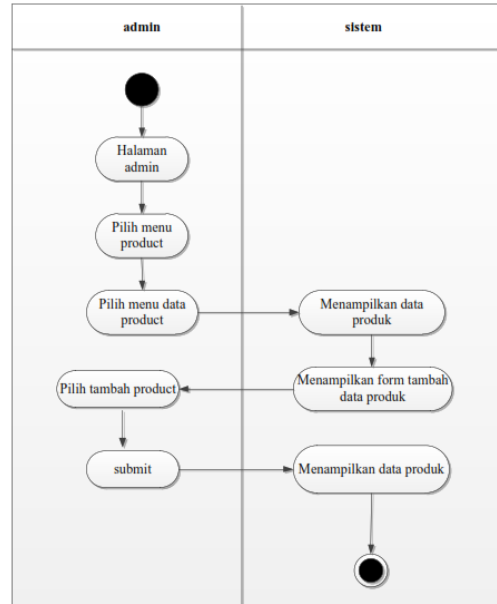 admin
sistem
Halaman
admin
Pilih menu
product
Pilih menu data
product
Menampilkan data
produk
Menampilkan form tambah
data produk
Pilih tambah product
submit
Menampilkan data produk